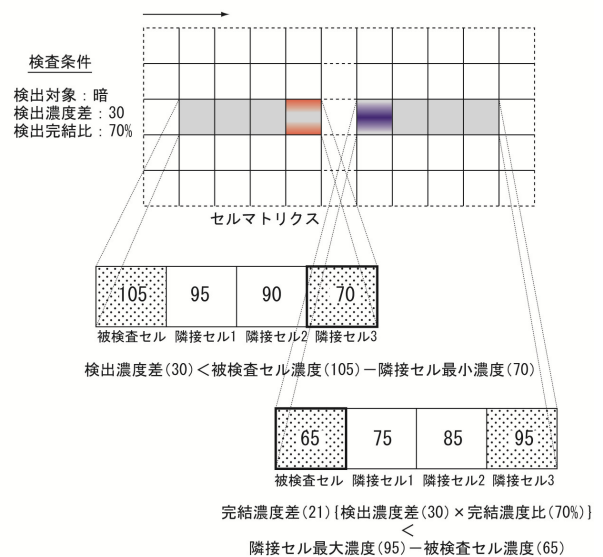 検査条件
検出対象：暗
検出濃度差：30
検出完結比：70%
セルマトリクス
105 95 90 70
被検査セル 隣接セル1 隣接セル2 隣接セル3
検出濃度差(30)＜被検査セル濃度(105)－隣接セル最小濃度(70)
65 75 85 95
被検査セル 隣接セル1 隣接セル2 隣接セル3
完結濃度差(21){検出濃度差(30)×完結濃度比(70%)}
＜
隣接セル最大濃度(95)－被検査セル濃度(65)